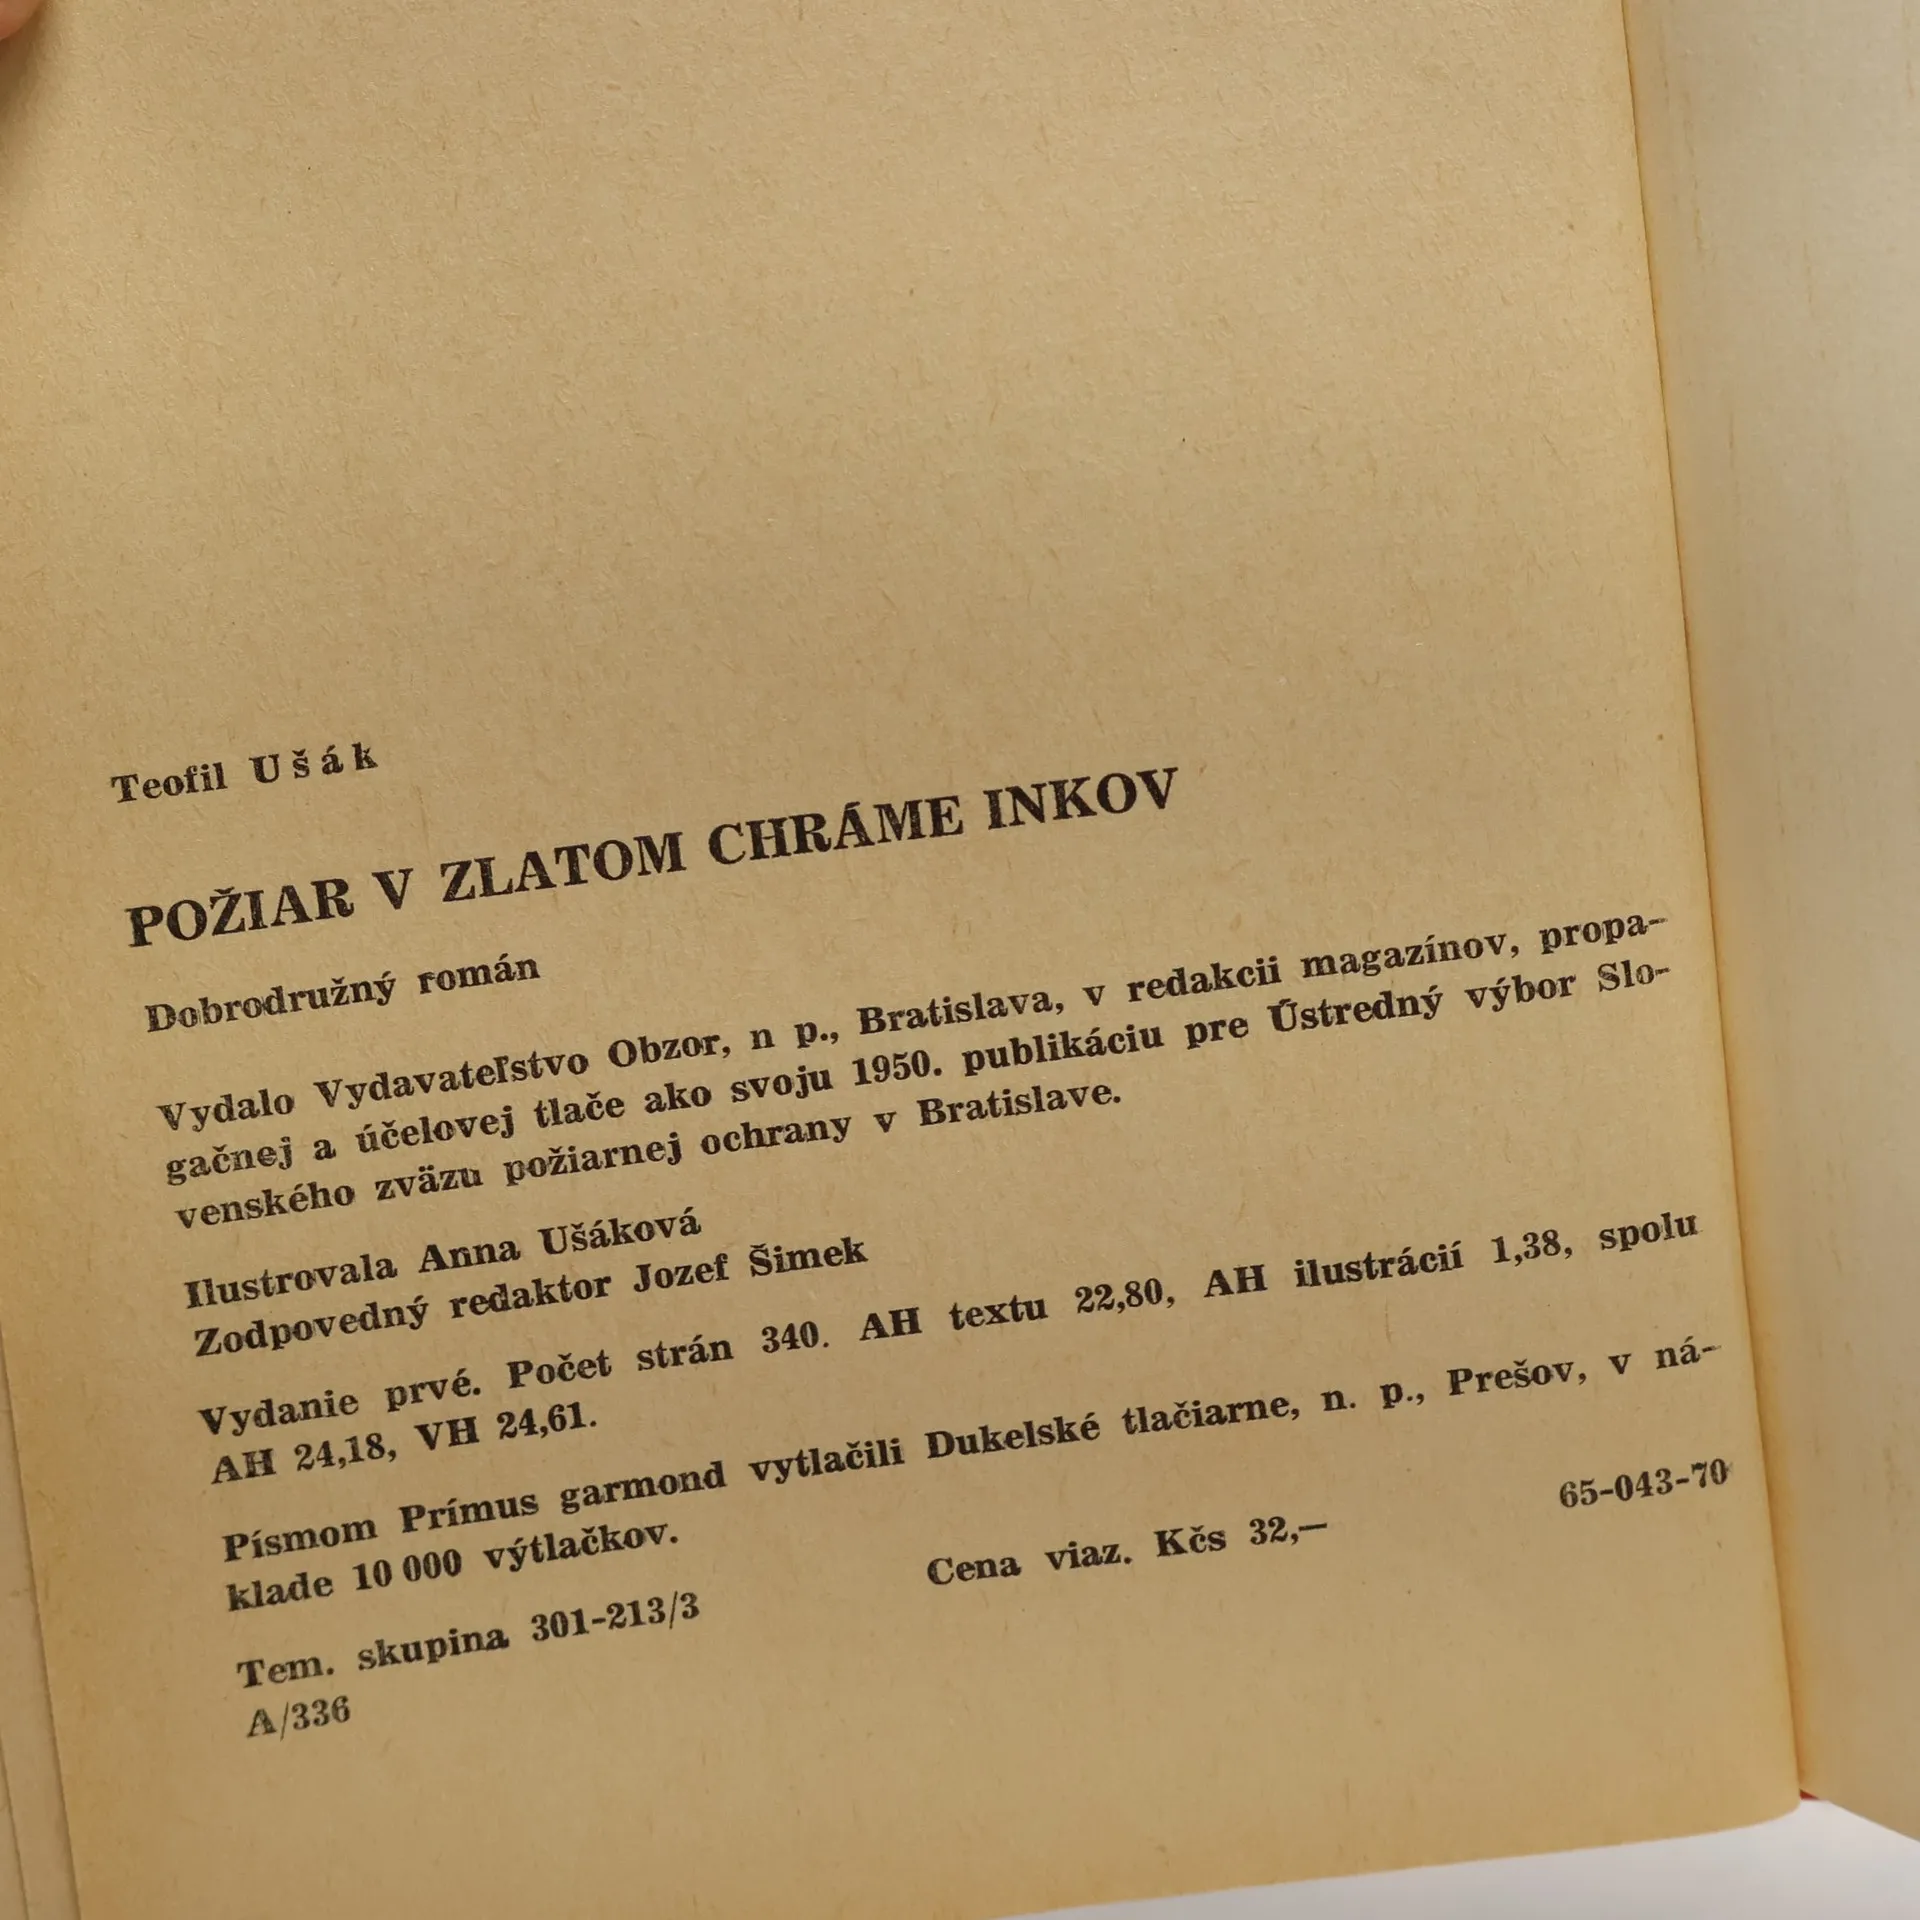 Teofil Ušák
POŽIAR V ZLATOM CHRÁME INKOV
Dobrodružný román
Vydalo Vydavateľstvo Obzor, n p., Bratislava, v redakcii magazínov, propa-
gačnej a účelovej tlače ako svoju 1950. publikáciu pre Ústredný výbor Slo-
venského zväzu požiarnej ochrany v Bratislave.
Ilustrovala Anna Ušáková
Zodpovedný redaktor Jozef Šimek
Vydanie prvé. Počet strán 340. AH textu 22,80, AH ilustrácií 1,38, spolu
AH 24,18, VH 24,61.
Písmom Prímus garmond vytlačili Dukelské tlačiarne, n. p., Prešov, v ná-
klade 10 000 výtlačkov.
Tem. skupina 301-213/3 Cena viaz. Kčs 32,— 65-043-70
A/336